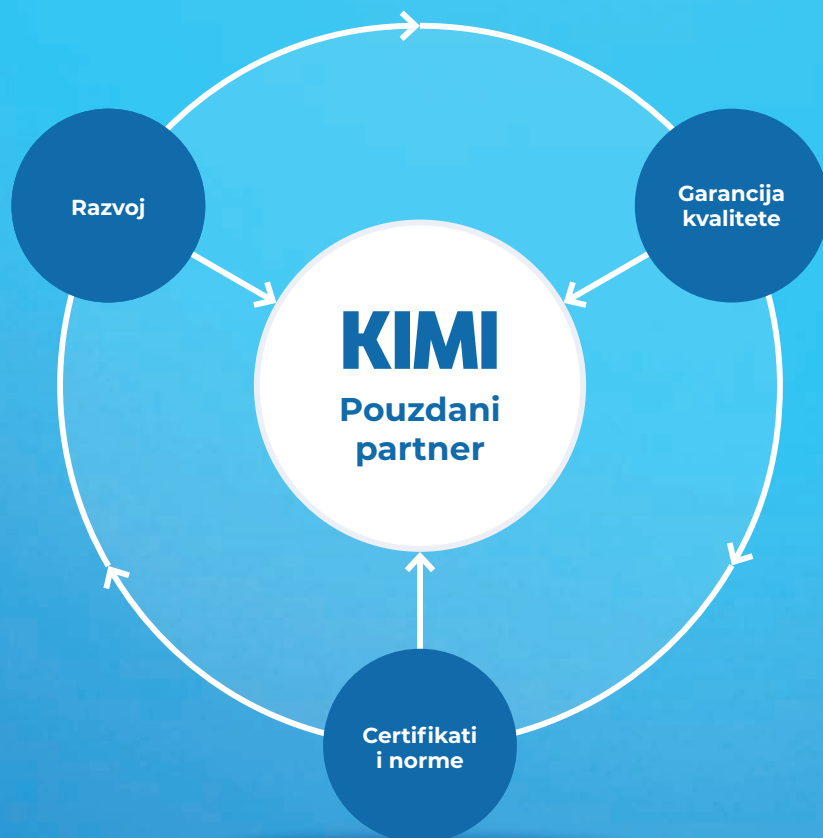 Razvoj
Garancija
kvalitete
KIMI
Pouzdani
partner
Certifikati
i norme